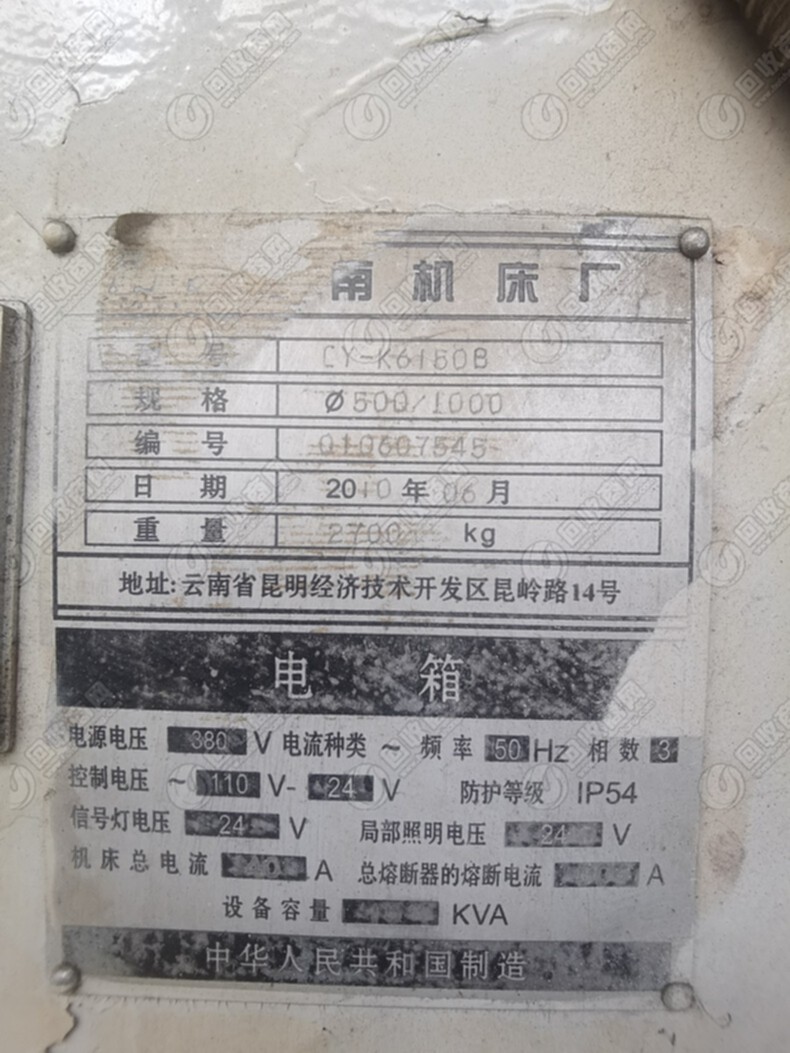 南机床厂
型号 CY-K6150B
规格 Ø500/1000
编号 010607545
日期 2010年06月
重量 2700 kg
地址:云南省昆明经济技术开发区昆岭路14号
电箱
电源电压 380 V 电流种类 ~ 频率 50 Hz 相数 3
控制电压 ~ 110 V- 24 V 防护等级 IP54
信号灯电压 24 V 局部照明电压 24 V
机床总电流 A 总熔断器的熔断电流 A
设备容量 KVA
中华人民共和国制造
回收商网